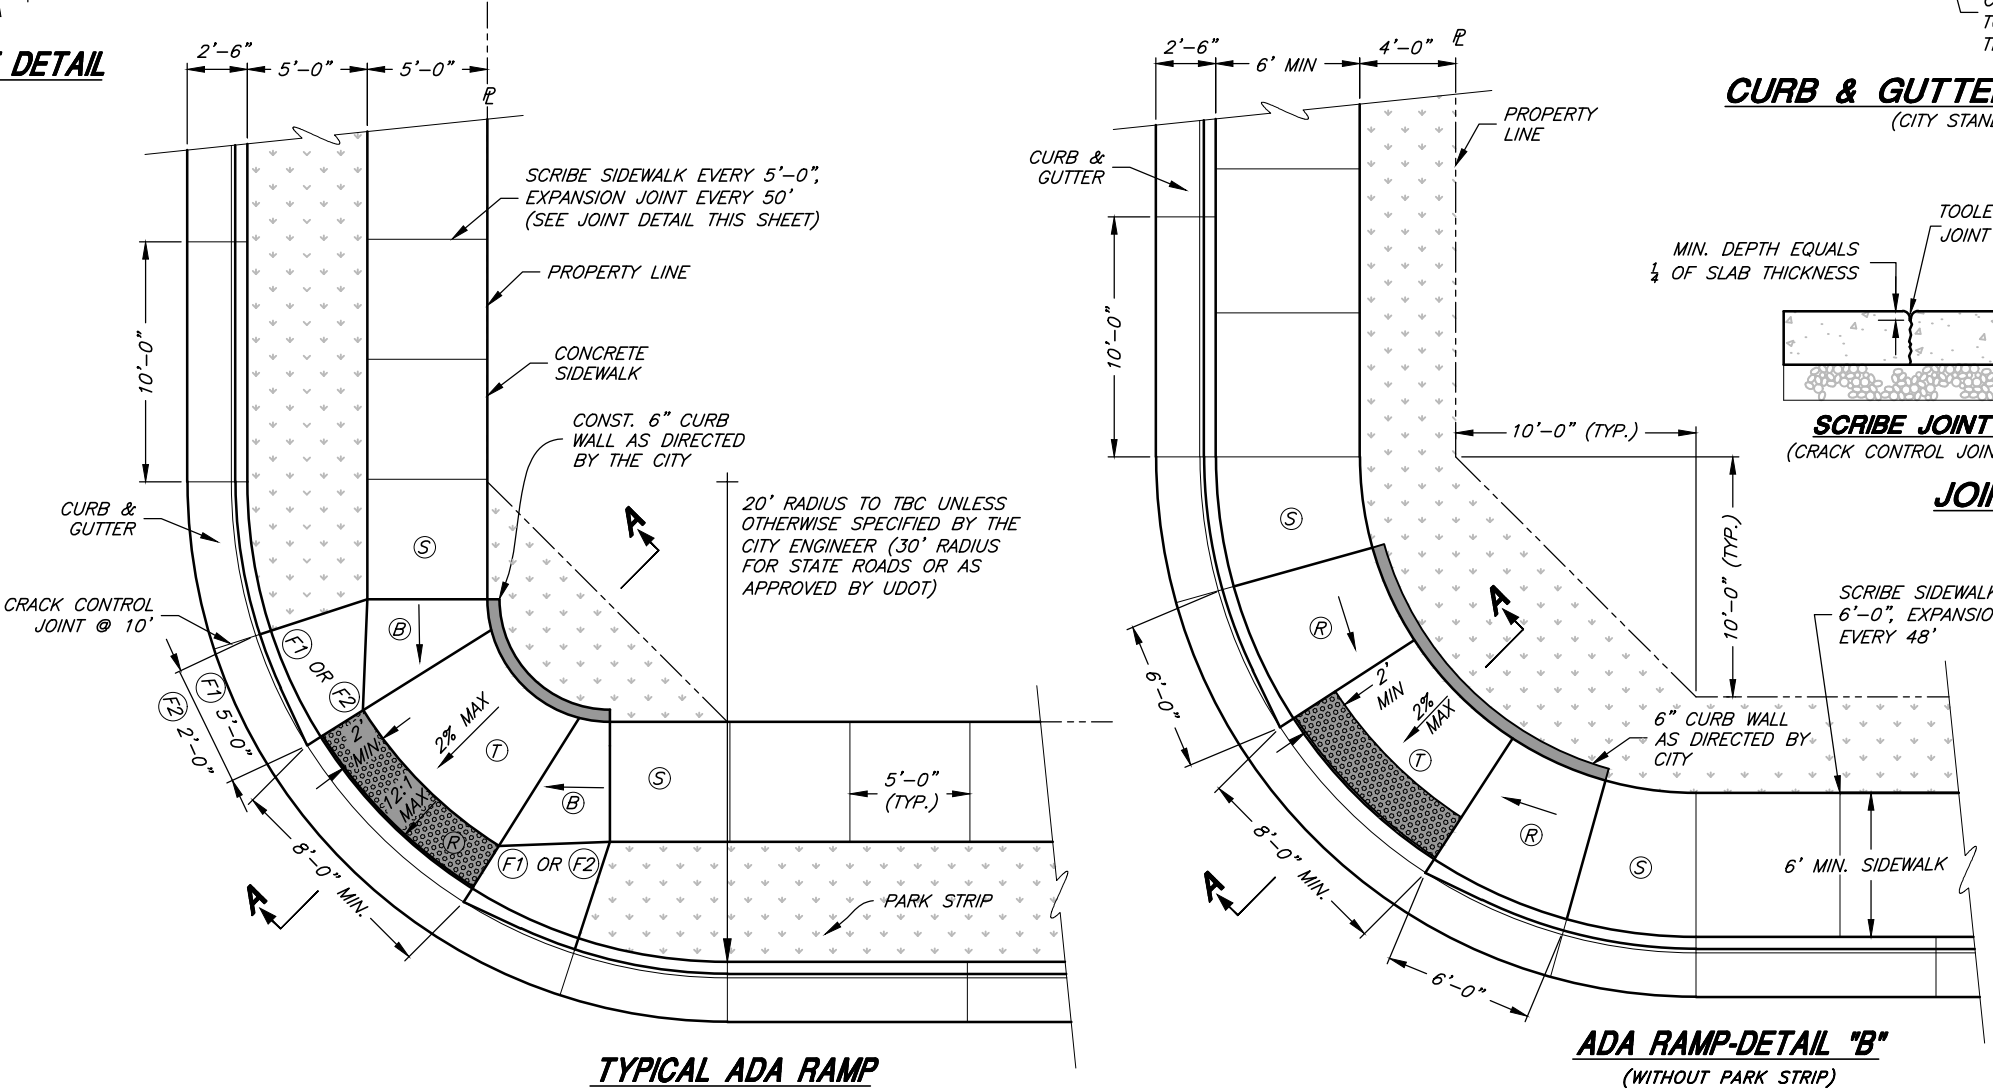 DETAIL
2'-6"
5'-0"
5'-0"
PL
SCRIBE SIDEWALK EVERY 5'-0",
EXPANSION JOINT EVERY 50'
(SEE JOINT DETAIL THIS SHEET)
PROPERTY LINE
CONCRETE
SIDEWALK
10'-0"
CONST. 6" CURB
WALL AS DIRECTED
BY THE CITY
CURB &
GUTTER
20' RADIUS TO TBC UNLESS
OTHERWISE SPECIFIED BY THE
CITY ENGINEER (30' RADIUS
FOR STATE ROADS OR AS
APPROVED BY UDOT)
A
S
CRACK CONTROL
JOINT @ 10'
B
F1 OR F2
F1 5'-0"
F2 2'-0"
2' MIN
2% MAX
T
12:1
MAX
R
B
S
5'-0"
(TYP.)
F1 OR F2
8'-0" MIN.
A
PARK STRIP
TYPICAL ADA RAMP
2'-6"
6' MIN
4'-0"
PL
CURB &
GUTTER
PROPERTY
LINE
10'-0"
10'-0" (TYP.)
10'-0" (TYP.)
S
R
A
6'-0"
2'
MIN
2%
MAX
T
6" CURB WALL
AS DIRECTED BY
CITY
R
S
8'-0" MIN.
A
6'-0"
SCRIBE SIDEWALK
6'-0", EXPANSIO
EVERY 48'
6' MIN. SIDEWALK
ADA RAMP-DETAIL "B"
(WITHOUT PARK STRIP)
CURB & GUTTE
(CITY STAN
TOOLE
JOINT
MIN. DEPTH EQUALS
1/4 OF SLAB THICKNESS
SCRIBE JOINT
(CRACK CONTROL JOIN
JOI